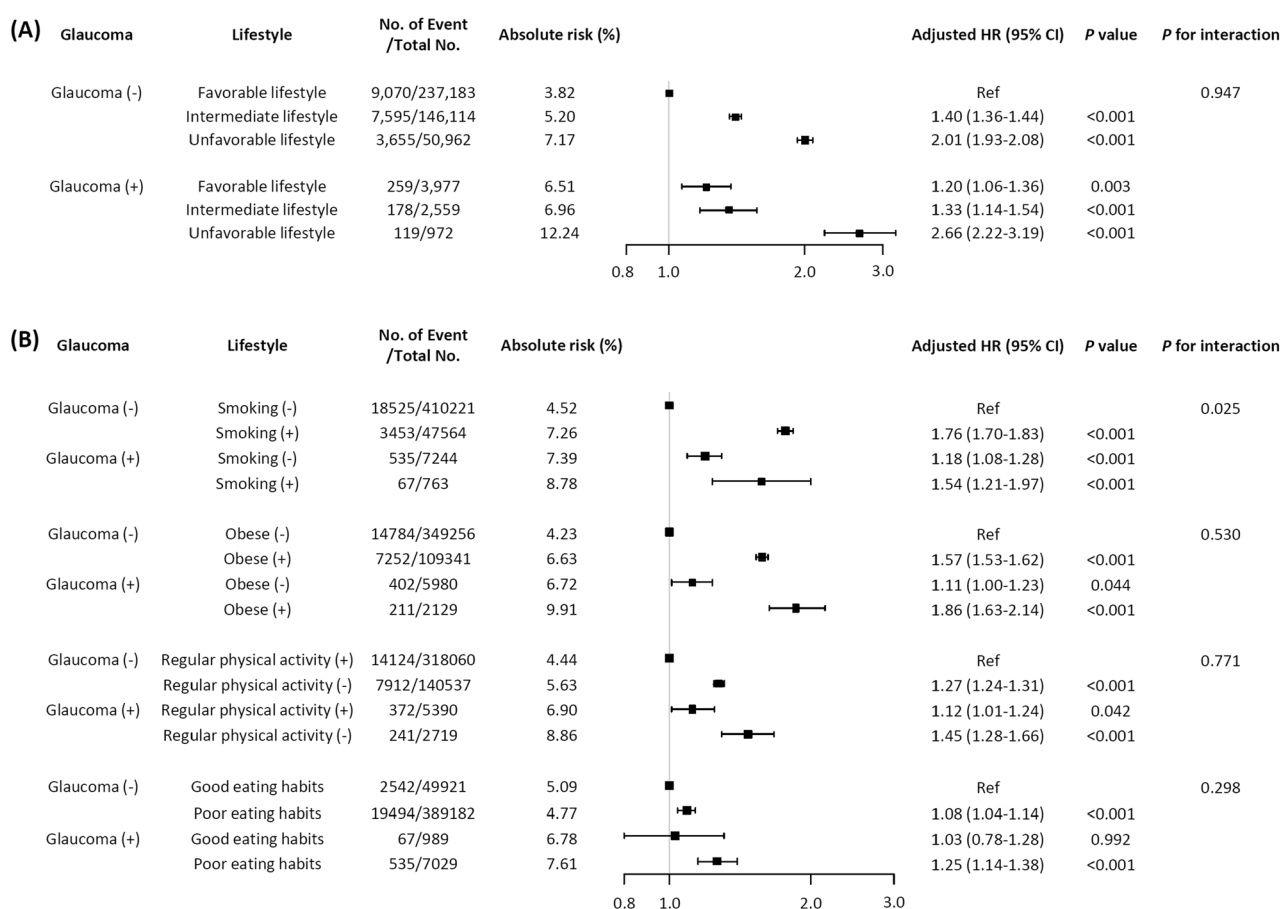 (A) Glaucoma Lifestyle No. of Event /Total No. Absolute risk (%) Adjusted HR (95% CI) P value P for interaction
Glaucoma (-) Favorable lifestyle 9,070/237,183 3.82 Ref 0.947
Intermediate lifestyle 7,595/146,114 5.20 1.40 (1.36-1.44) <0.001
Unfavorable lifestyle 3,655/50,962 7.17 2.01 (1.93-2.08) <0.001
Glaucoma (+) Favorable lifestyle 259/3,977 6.51 1.20 (1.06-1.36) 0.003
Intermediate lifestyle 178/2,559 6.96 1.33 (1.14-1.54) <0.001
Unfavorable lifestyle 119/972 12.24 2.66 (2.22-3.19) <0.001
0.8 1.0 2.0 3.0
(B) Glaucoma Lifestyle No. of Event /Total No. Absolute risk (%) Adjusted HR (95% CI) P value P for interaction
Glaucoma (-) Smoking (-) 18525/410221 4.52 Ref 0.025
Smoking (+) 3453/47564 7.26 1.76 (1.70-1.83) <0.001
Glaucoma (+) Smoking (-) 535/7244 7.39 1.18 (1.08-1.28) <0.001
Smoking (+) 67/763 8.78 1.54 (1.21-1.97) <0.001
Glaucoma (-) Obese (-) 14784/349256 4.23 Ref 0.530
Obese (+) 7252/109341 6.63 1.57 (1.53-1.62) <0.001
Glaucoma (+) Obese (-) 402/5980 6.72 1.11 (1.00-1.23) 0.044
Obese (+) 211/2129 9.91 1.86 (1.63-2.14) <0.001
Glaucoma (-) Regular physical activity (+) 14124/318060 4.44 Ref 0.771
Regular physical activity (-) 7912/140537 5.63 1.27 (1.24-1.31) <0.001
Glaucoma (+) Regular physical activity (+) 372/5390 6.90 1.12 (1.01-1.24) 0.042
Regular physical activity (-) 241/2719 8.86 1.45 (1.28-1.66) <0.001
Glaucoma (-) Good eating habits 2542/49921 5.09 Ref 0.298
Poor eating habits 19494/389182 4.77 1.08 (1.04-1.14) <0.001
Glaucoma (+) Good eating habits 67/989 6.78 1.03 (0.78-1.28) 0.992
Poor eating habits 535/7029 7.61 1.25 (1.14-1.38) <0.001
0.8 1.0 2.0 3.0